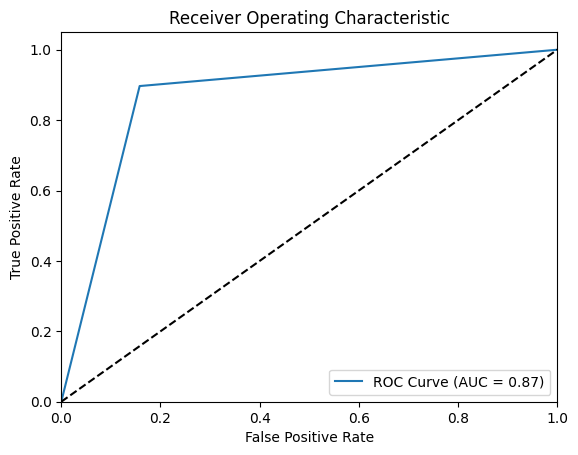 Receiver Operating Characteristic
True Positive Rate
1.0
0.8
0.6
0.4
0.2
0.0
0.0 0.2 0.4 0.6 0.8 1.0
False Positive Rate
ROC Curve (AUC = 0.87)